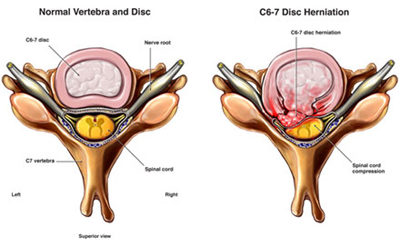 Normal Vertebra and Disc
C6-7 disc
Nerve root
C7 vertebra
Spinal cord
Left
Right
Superior view
C6-7 Disc Herniation
C6-7 disc herniation
Spinal cord
compression